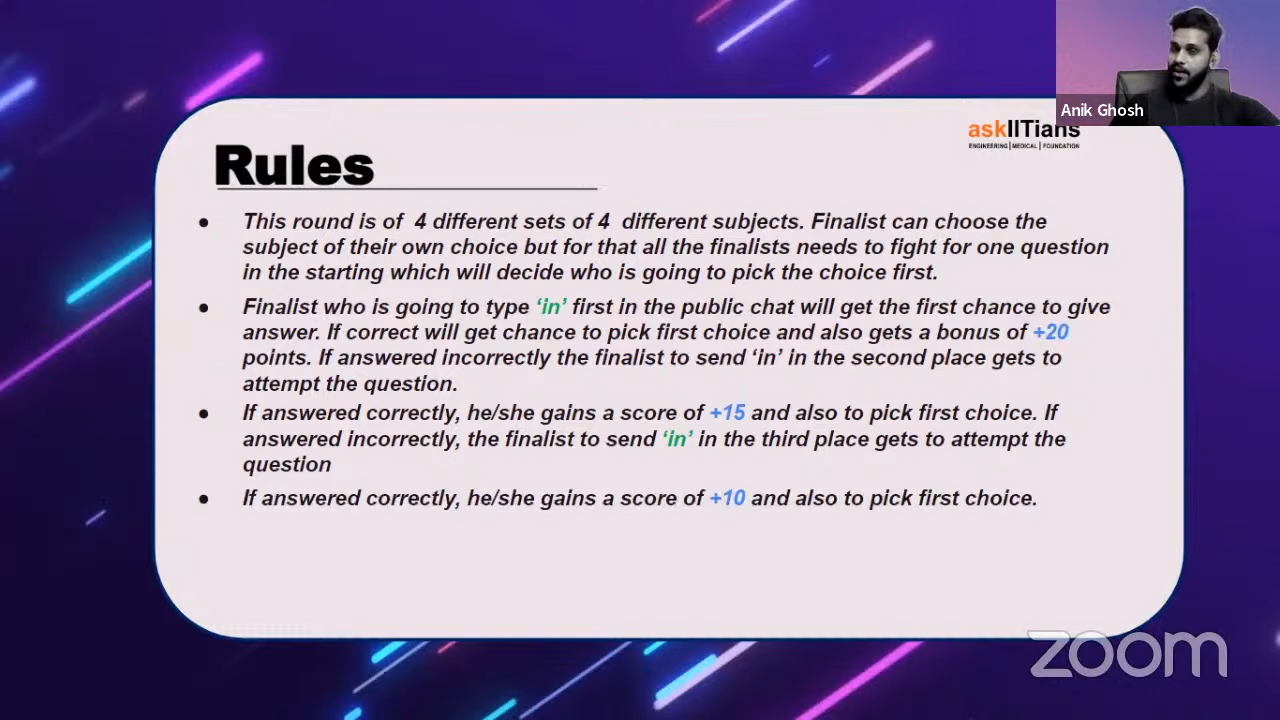 Anik Ghosh
askIITians
ENGINEERING | MEDICAL | FOUNDATION
Rules
• This round is of 4 different sets of 4 different subjects. Finalist can choose the
subject of their own choice but for that all the finalists needs to fight for one question
in the starting which will decide who is going to pick the choice first.
• Finalist who is going to type ‘in’ first in the public chat will get the first chance to give
answer. If correct will get chance to pick first choice and also gets a bonus of +20
points. If answered incorrectly the finalist to send ‘in’ in the second place gets to
attempt the question.
• If answered correctly, he/she gains a score of +15 and also to pick first choice. If
answered incorrectly, the finalist to send ‘in’ in the third place gets to attempt the
question
• If answered correctly, he/she gains a score of +10 and also to pick first choice.
zoom